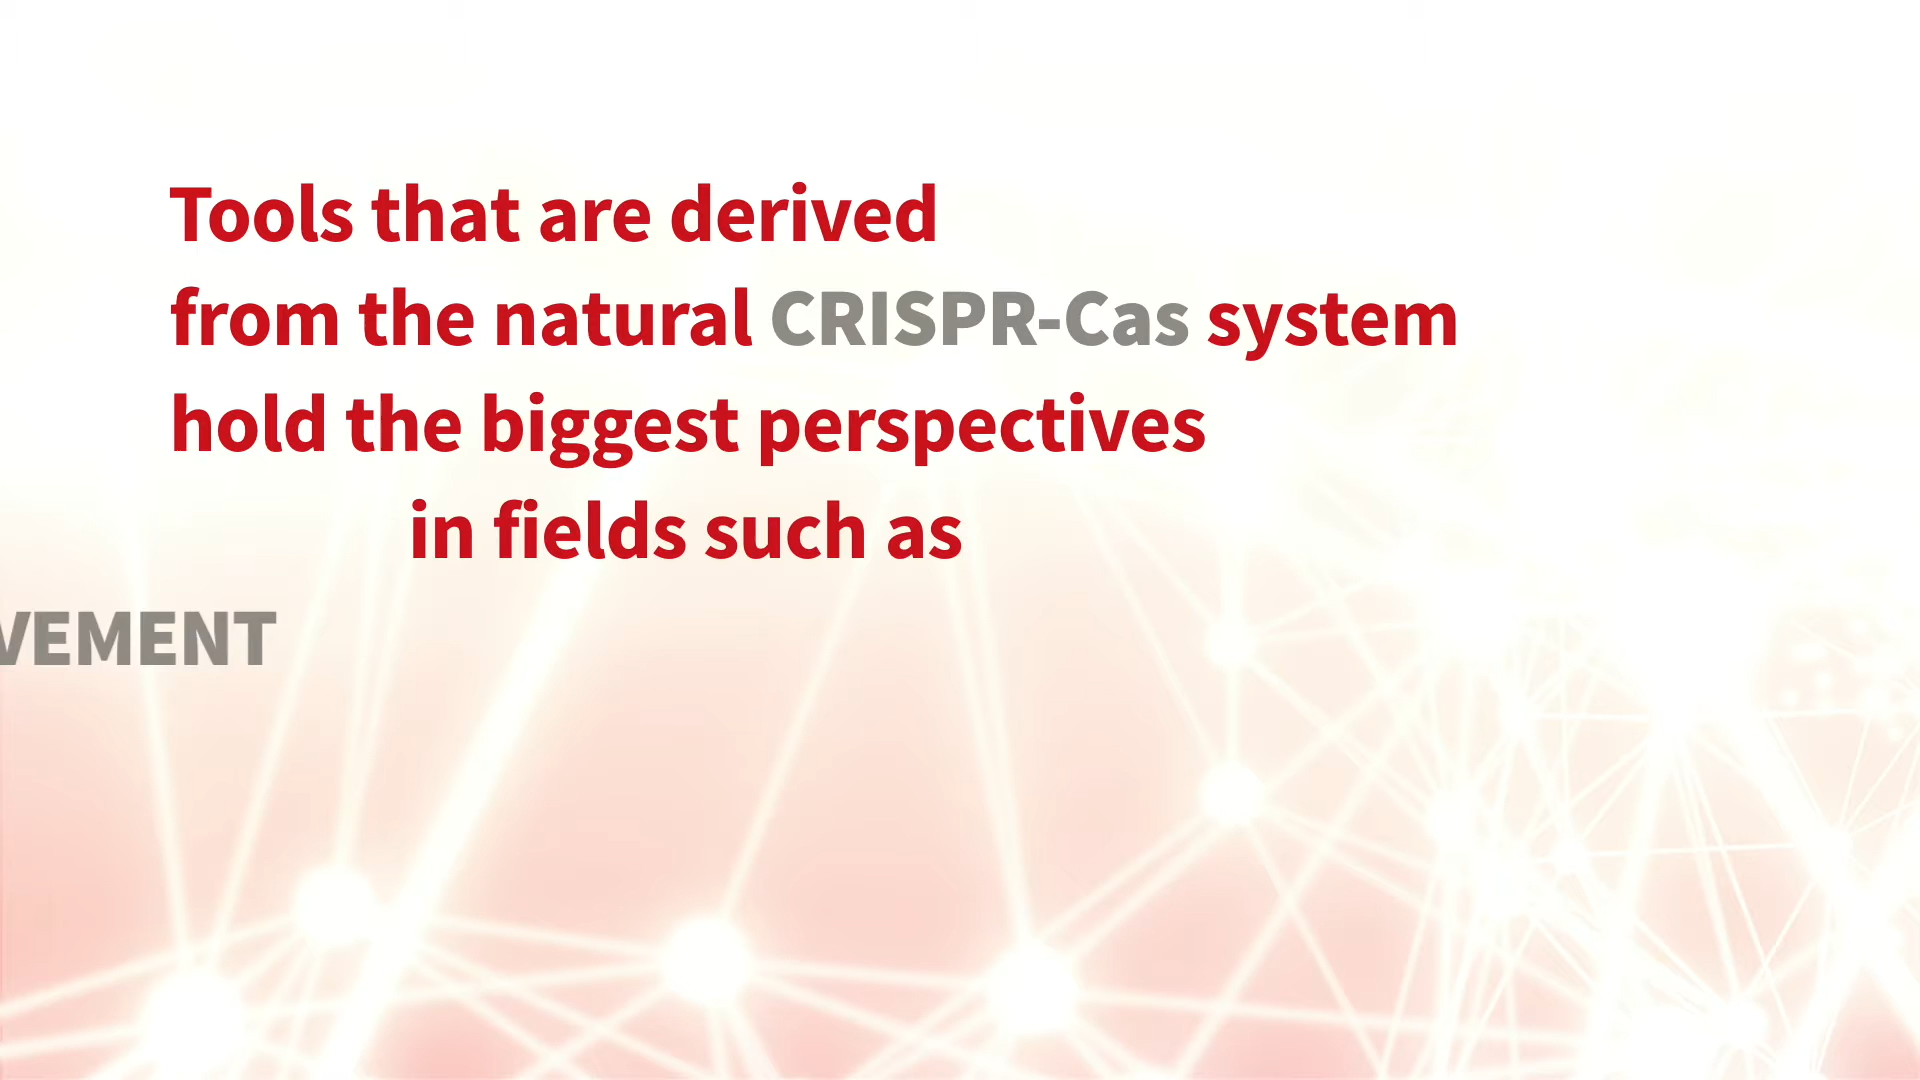 Tools that are derived
from the natural CRISPR-Cas system
hold the biggest perspectives
in fields such as
VEMENT